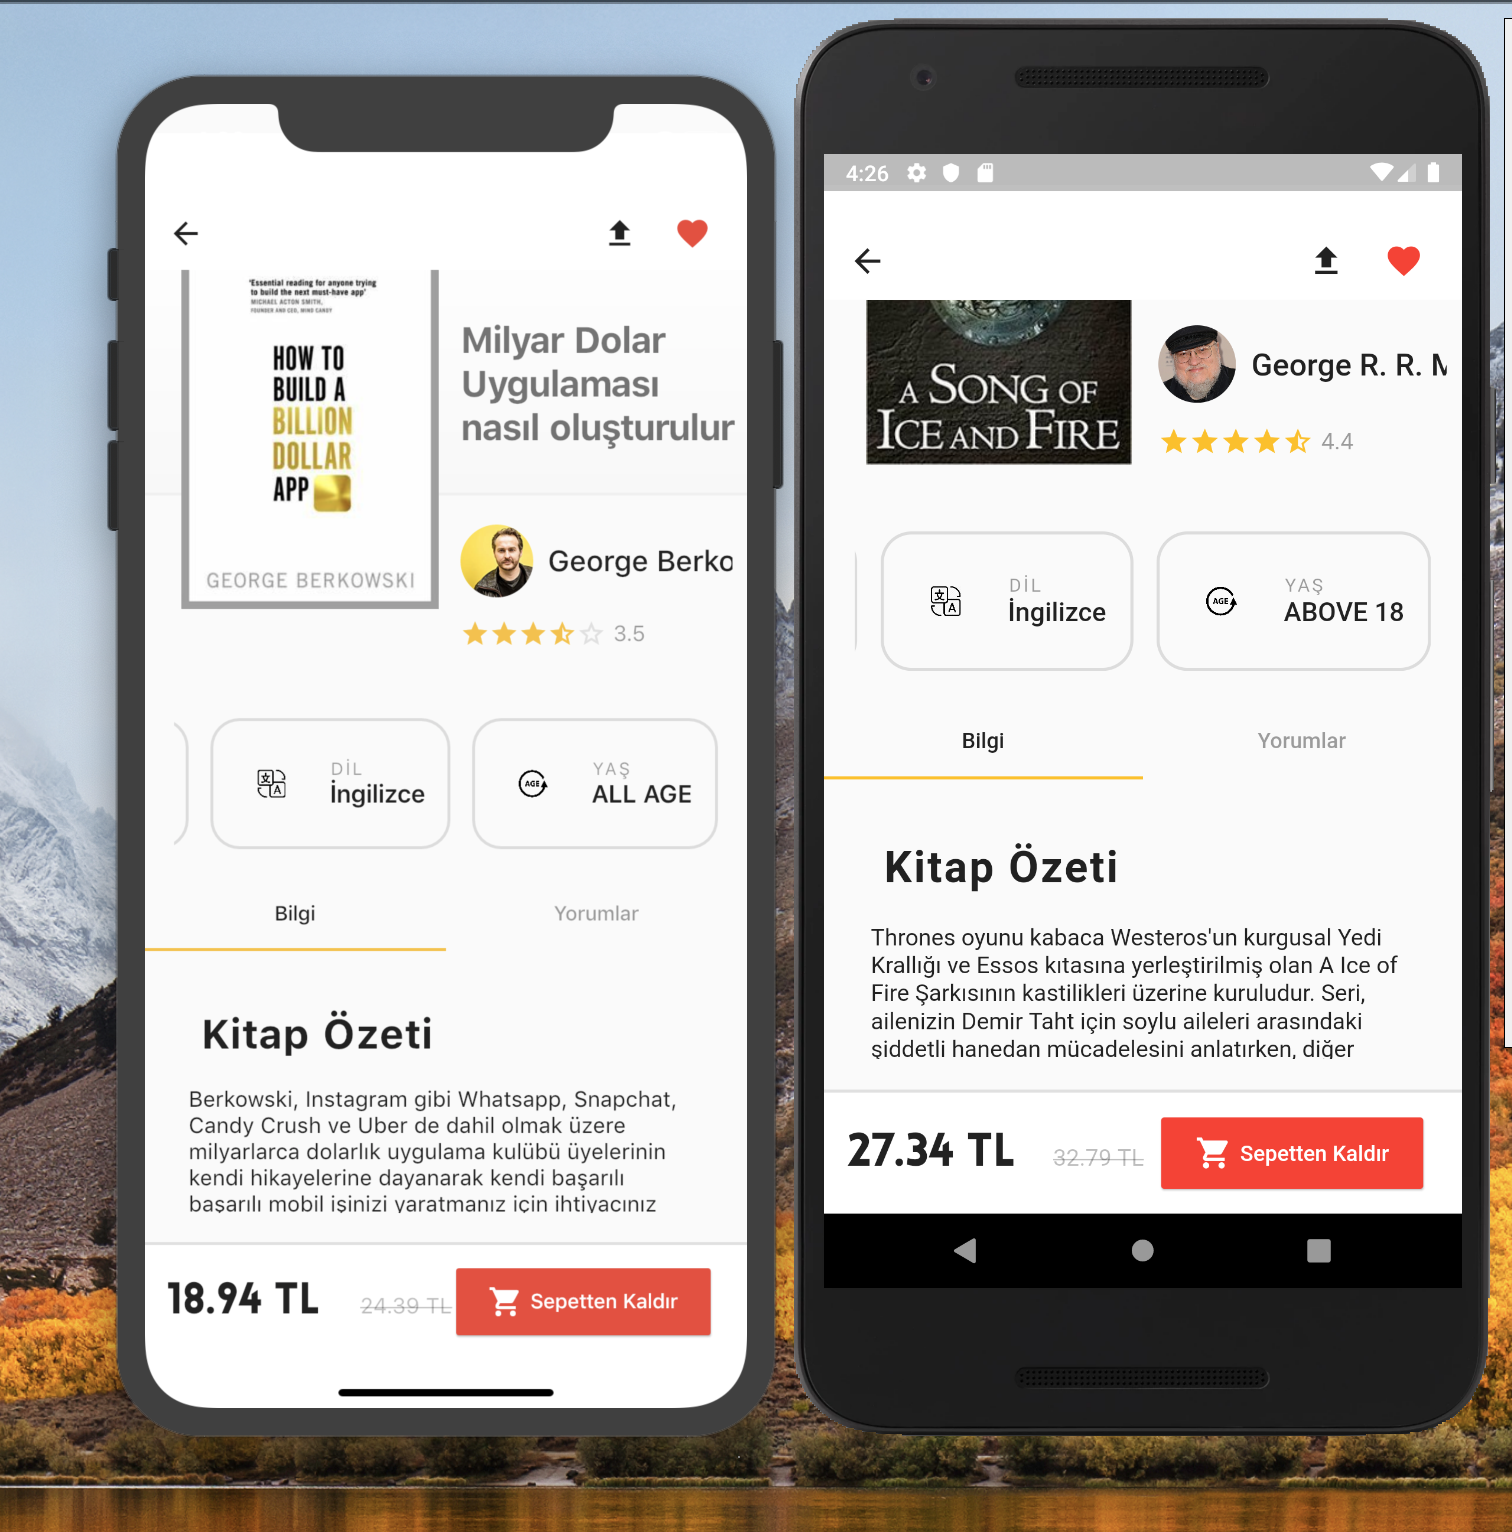 'Essential reading for anyone trying
to build the next must-have app'
MICHAEL ACTON SMITH,
FOUNDER AND CEO, MIND CANDY
HOW TO
BUILD A
BILLION
DOLLAR
APP
GEORGE BERKOWSKI
Milyar Dolar
Uygulaması
nasıl oluşturulur
George Berko
3.5
DİL
İngilizce
AGE
YAŞ
ALL AGE
Bilgi
Yorumlar
Kitap Özeti
Berkowski, Instagram gibi Whatsapp, Snapchat,
Candy Crush ve Uber de dahil olmak üzere
milyarlarca dolarlık uygulama kulübü üyelerinin
kendi hikayelerine dayanarak kendi başarılı
başarılı mobil işinizi yaratmanız için ihtiyacınız
18.94 TL
24.39 TL
Sepetten Kaldır
4:26
A SONG OF
ICE AND FIRE
George R. R. M
4.4
DİL
İngilizce
AGE
YAŞ
ABOVE 18
Bilgi
Yorumlar
Kitap Özeti
Thrones oyunu kabaca Westeros'un kurgusal Yedi
Krallığı ve Essos kıtasına yerleştirilmiş olan A Ice of
Fire Şarkısının kastilikleri üzerine kuruludur. Seri,
ailenizin Demir Taht için soylu aileleri arasındaki
şiddetli hanedan mücadelesini anlatırken, diğer
27.34 TL
32.79 TL
Sepetten Kaldır